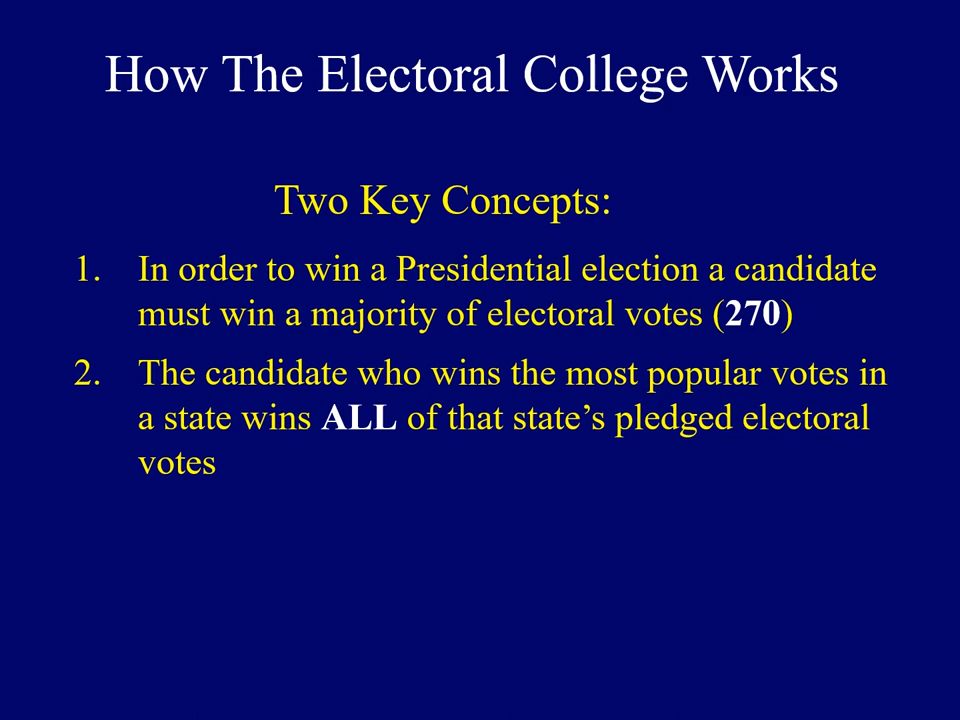 How The Electoral College Works
Two Key Concepts:
1. In order to win a Presidential election a candidate
must win a majority of electoral votes (270)
2. The candidate who wins the most popular votes in
a state wins ALL of that state’s pledged electoral
votes